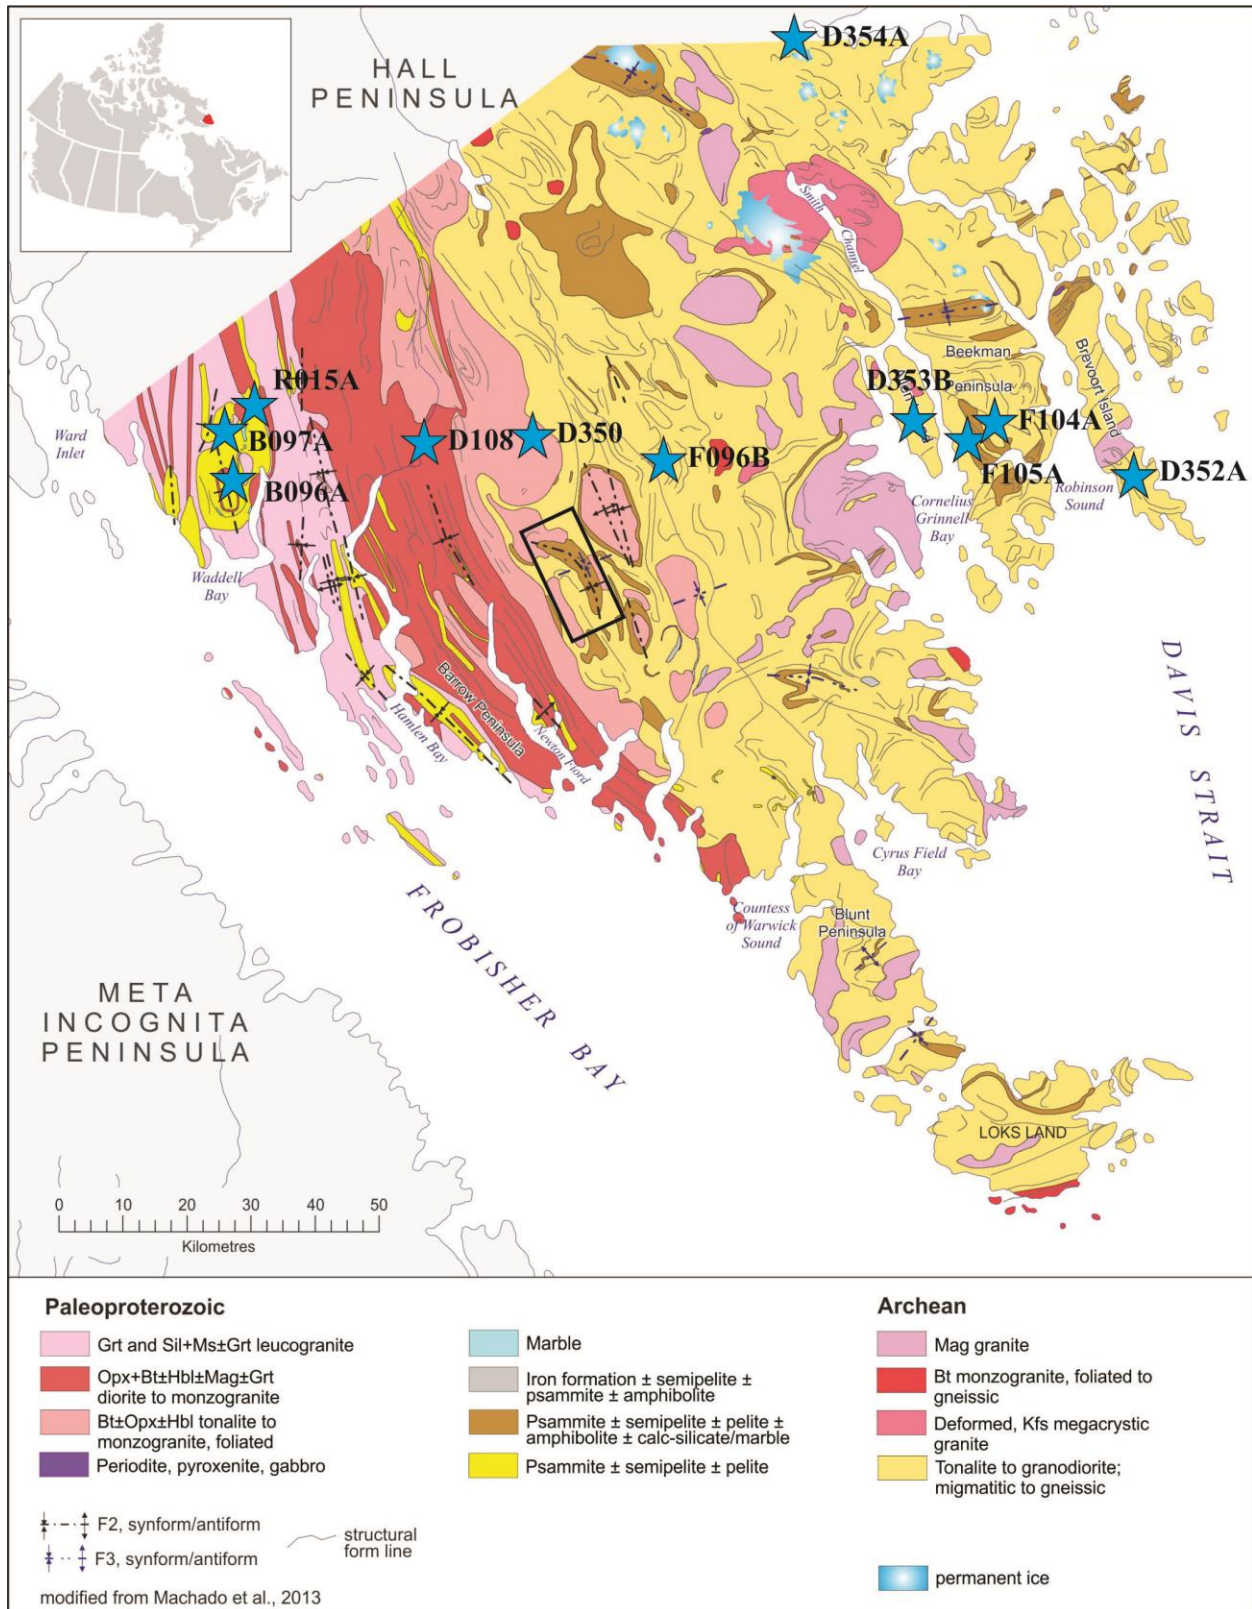 D354A
HALL
PENINSULA
Smith
Channel
Beekman
Peninsula
Brevoort Island
R015A
D353B
Ward
Inlet
B097A
D108
D350
F096B
F104A
F105A
B096A
D352A
Cornelius
Grinnell
Bay
Robinson
Sound
Waddell
Bay
Barrow Peninsula
Hamlen Bay
Newton Fiord
DAVIS STRAIT
Cyrus Field
Bay
Countess
of Warwick
Sound
Blunt
Peninsula
FROBISHER BAY
META
INCOGNITA
PENINSULA
LOKS LAND
0 10 20 30 40 50
Kilometres
Paleoproterozoic
Grt and Sil+Ms±Grt leucogranite
Opx+Bt±Hbl±Mag±Grt
diorite to monzogranite
Bt±Opx±Hbl tonalite to
monzogranite, foliated
Periodite, pyroxenite, gabbro
F2, synform/antiform
F3, synform/antiform
structural
form line
modified from Machado et al., 2013
Marble
Iron formation ± semipelite ±
psammite ± amphibolite
Psammite ± semipelite ± pelite ±
amphibolite ± calc-silicate/marble
Psammite ± semipelite ± pelite
Archean
Mag granite
Bt monzogranite, foliated to
gneissic
Deformed, Kfs megacrystic
granite
Tonalite to granodiorite;
migmatitic to gneissic
permanent ice